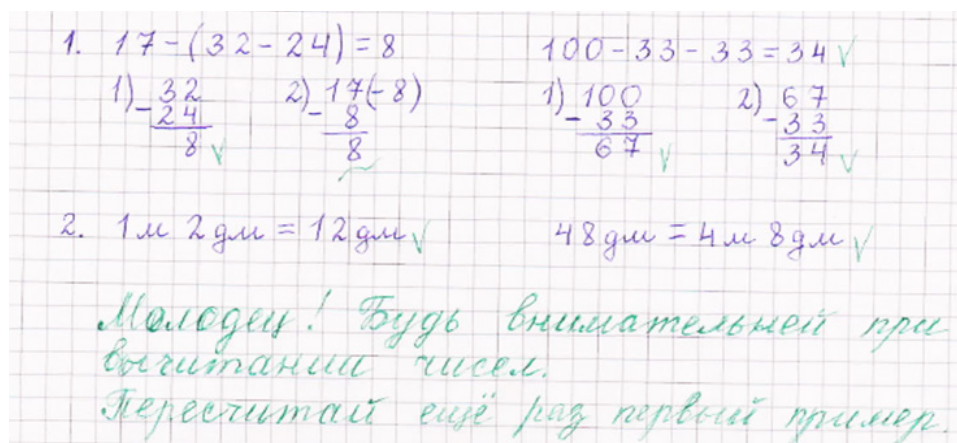 1. 17-(32-24)=8 100-33-33=34 √
1) 32 2) 17(-8) 1) 100 2) 67
- 24 - 8 - 33 - 33
8 √ 8 67 √ 34 √
2. 1м 2дм = 12дм √ 48дм = 4м 8дм √
Молодец! Будь внимательней при
вычитании чисел.
Пересчитай ещё раз первый пример.